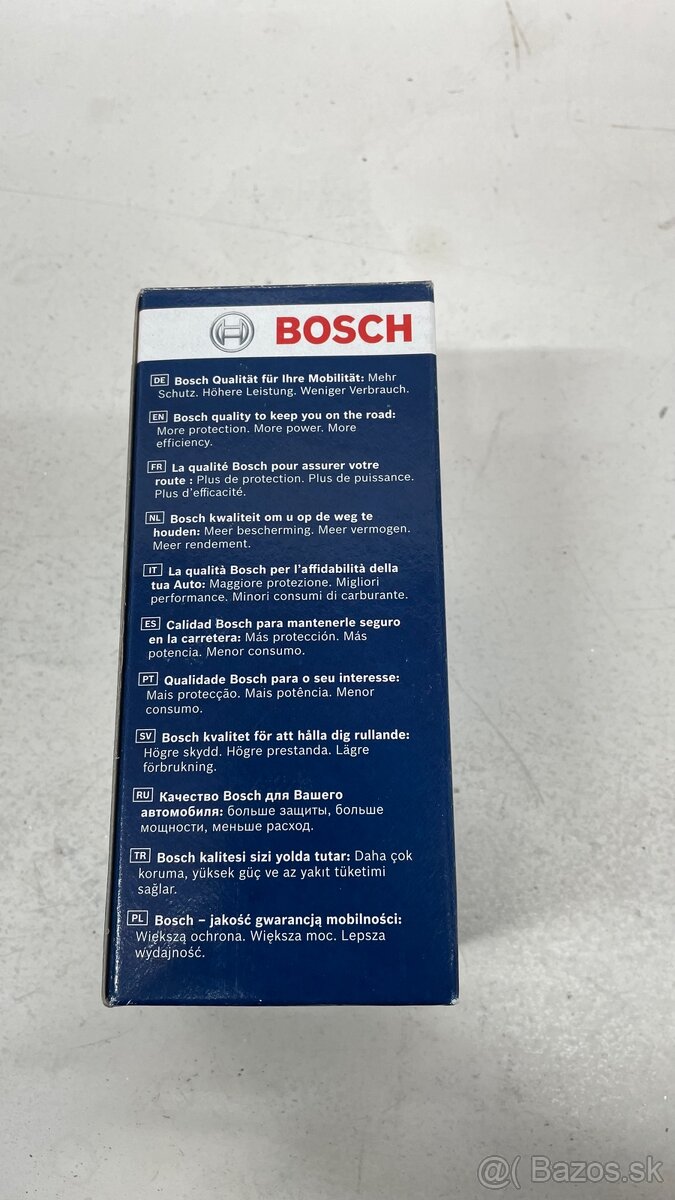 BOSCH
DE Bosch Qualität für Ihre Mobilität: Mehr
Schutz. Höhere Leistung. Weniger Verbrauch.
EN Bosch quality to keep you on the road:
More protection. More power. More
efficiency.
FR La qualité Bosch pour assurer votre
route : Plus de protection. Plus de puissance.
Plus d'efficacité.
NL Bosch kwaliteit om u op de weg te
houden: Meer bescherming. Meer vermogen.
Meer rendement.
IT La qualità Bosch per l'affidabilità della
tua Auto: Maggiore protezione. Migliori
performance. Minori consumi di carburante.
ES Calidad Bosch para mantenerle seguro
en la carretera: Más protección. Más
potencia. Menor consumo.
PT Qualidade Bosch para o seu interesse:
Mais protecção. Mais potência. Menor
consumo.
SV Bosch kvalitet för att hålla dig rullande:
Högre skydd. Högre prestanda. Lägre
förbrukning.
RU Качество Bosch для Вашего
автомобиля: больше защиты, больше
мощности, меньше расход.
TR Bosch kalitesi sizi yolda tutar: Daha çok
koruma, yüksek güç ve az yakıt tüketimi
sağlar.
PL Bosch – jakość gwarancją mobilności:
Większą ochrona. Większa moc. Lepsza
wydajność.
@( Bazos.sk